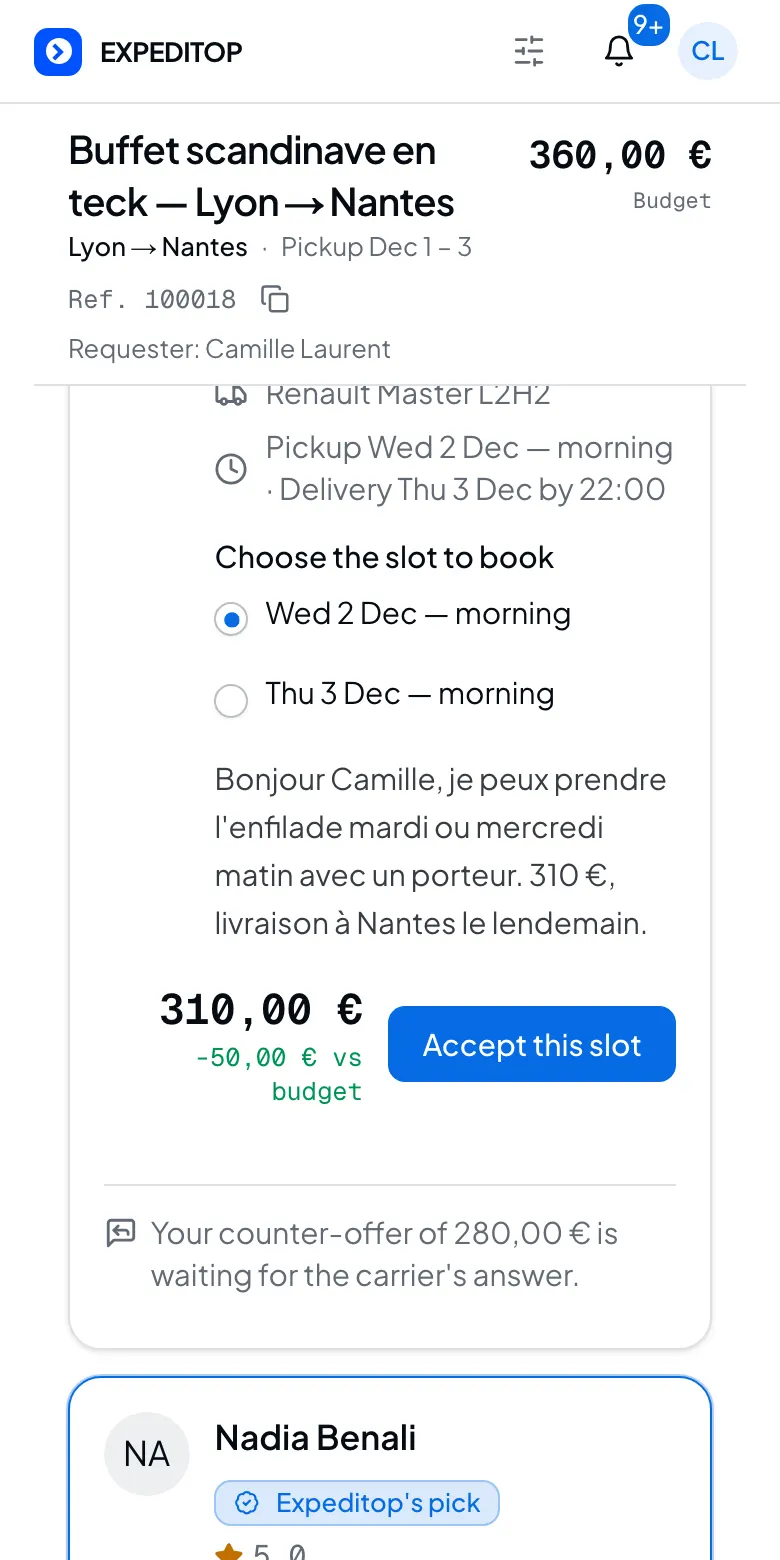 EXPEDITOP
9+
CL
Buffet scandinave en
teck — Lyon → Nantes
360,00 €
Budget
Lyon → Nantes · Pickup Dec 1 – 3
Ref. 100018
Requester: Camille Laurent
Renault Master L2H2
Pickup Wed 2 Dec — morning
· Delivery Thu 3 Dec by 22:00
Choose the slot to book
Wed 2 Dec — morning
Thu 3 Dec — morning
Bonjour Camille, je peux prendre
l'enfilade mardi ou mercredi
matin avec un porteur. 310 €,
livraison à Nantes le lendemain.
310,00 €
-50,00 € vs
budget
Accept this slot
Your counter-offer of 280,00 € is
waiting for the carrier's answer.
NA
Nadia Benali
Expeditop's pick
5,0